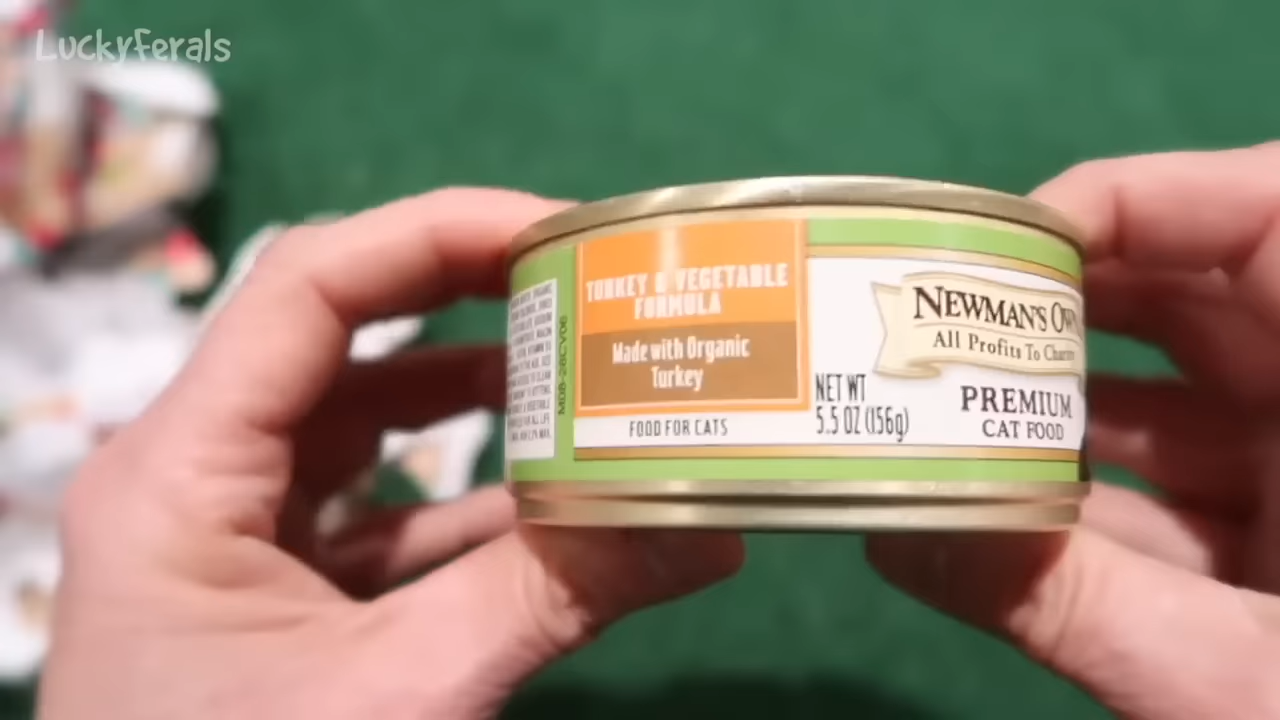 LuckyFerals
TURKEY & VEGETABLE
FORMULA
Made with Organic
Turkey
FOOD FOR CATS
NET WT
5.5 OZ (156g)
NEWMAN'S OWN
All Profits To Charity
PREMIUM
CAT FOOD